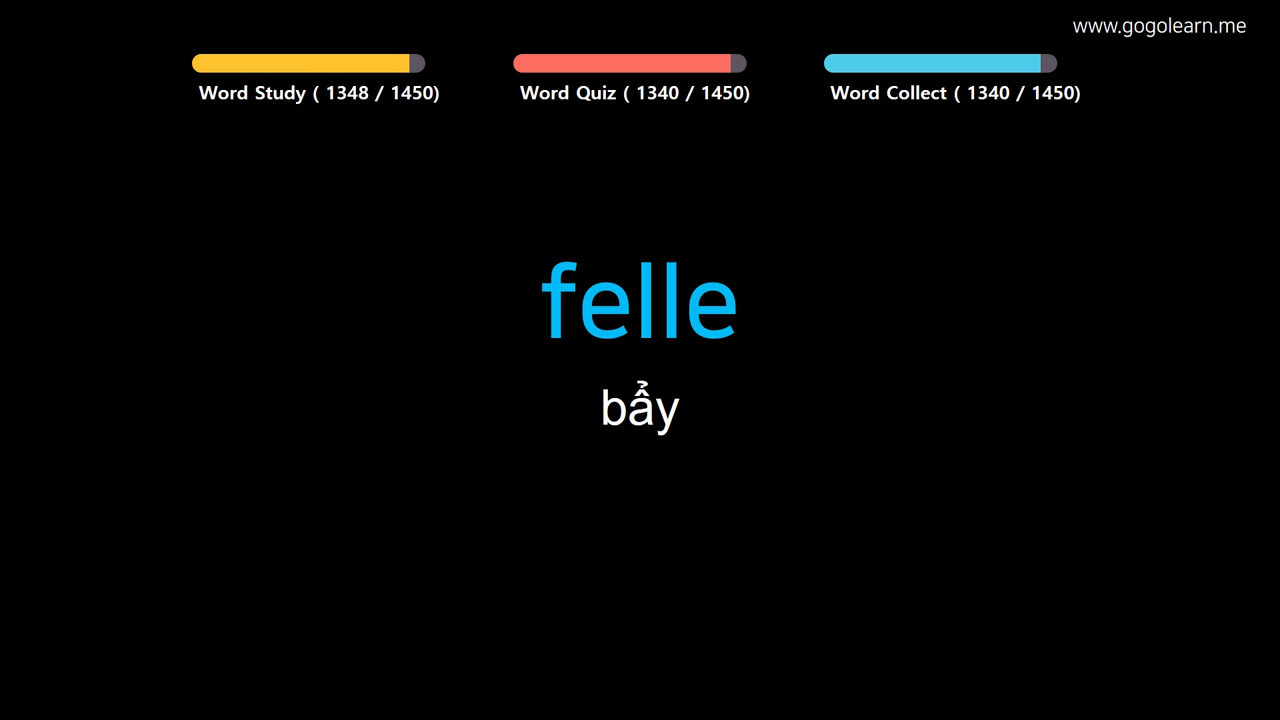 www.gogolearn.me
Word Study ( 1348 / 1450)
Word Quiz ( 1340 / 1450)
Word Collect ( 1340 / 1450)
felle
bẩy